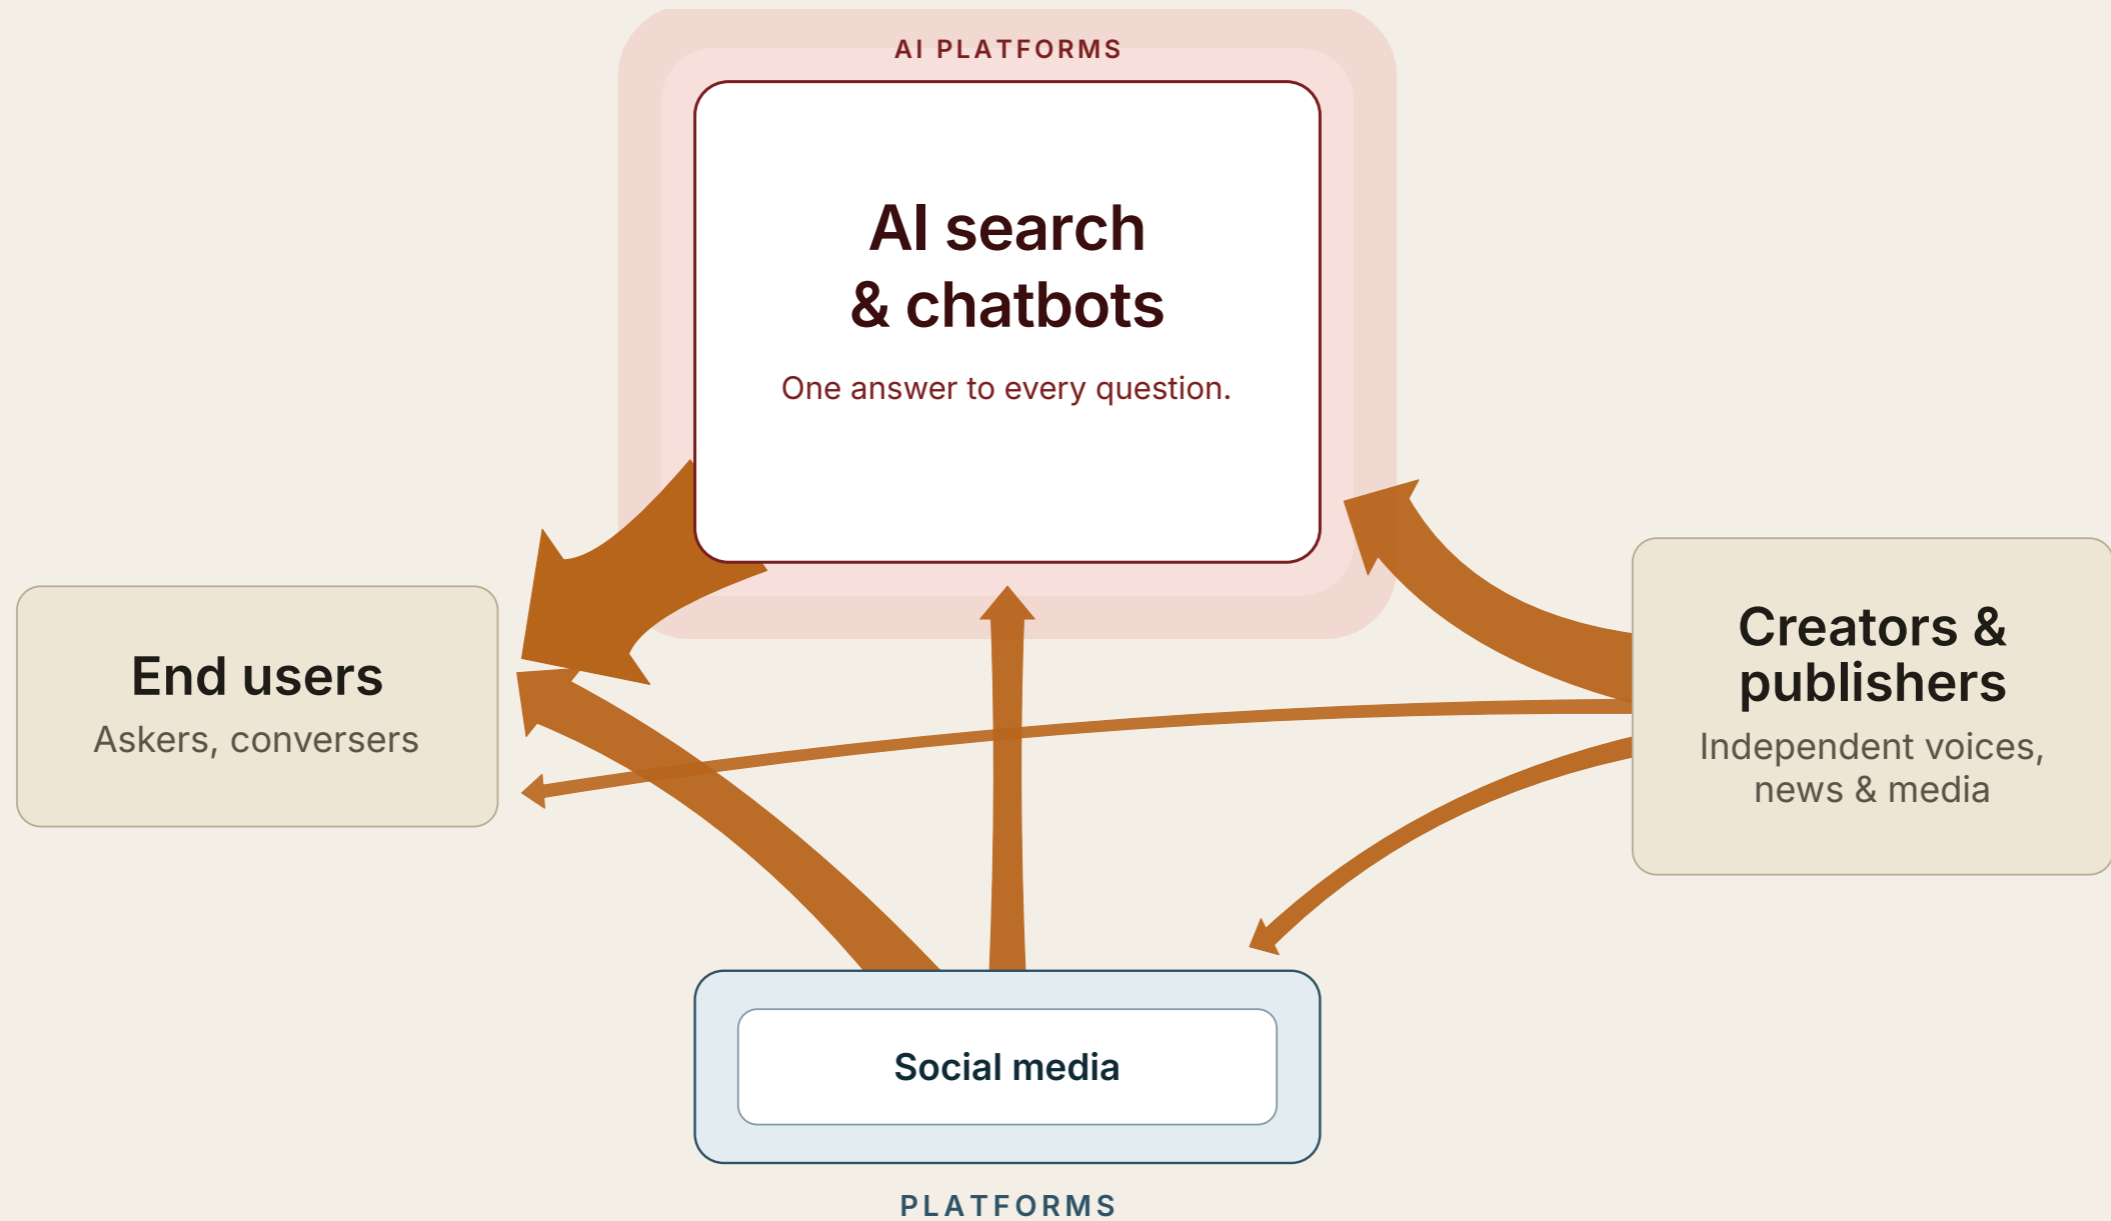 AI PLATFORMS
AI search
& chatbots
One answer to every question.
End users
Askers, conversers
Creators &
publishers
Independent voices,
news & media
Social media
PLATFORMS